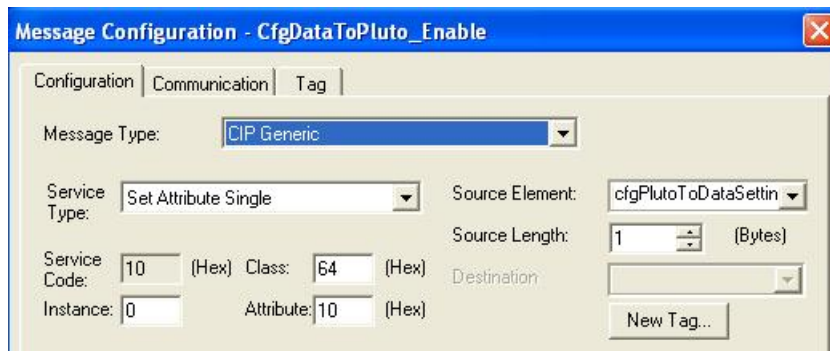 Message Configuration - CfgDataToPluto_Enable
Configuration Communication Tag
Message Type: CIP Generic
Service Type: Set Attribute Single
Source Element: cfgPlutoToDataSettin
Source Length: 1 (Bytes)
Service Code: 10 (Hex) Class: 64 (Hex)
Destination
Instance: 0 Attribute: 10 (Hex)
New Tag...